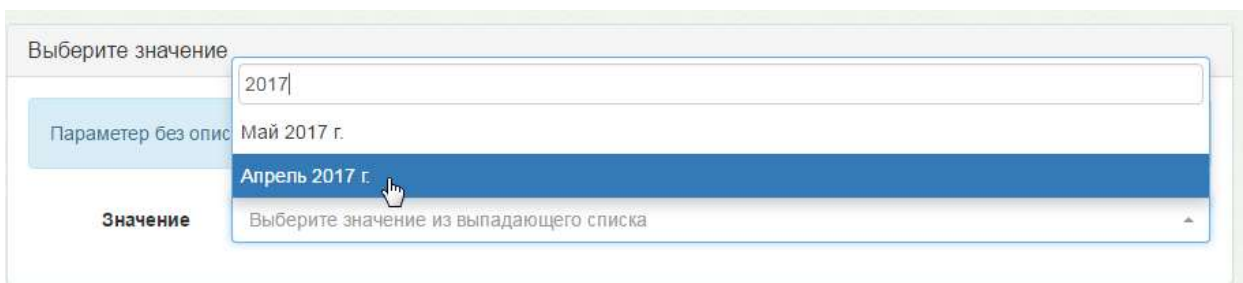 Выберите значение
2017
Параметр без опис
Май 2017 г.
Апрель 2017 г.
Значение
Выберите значение из выпадающего списка